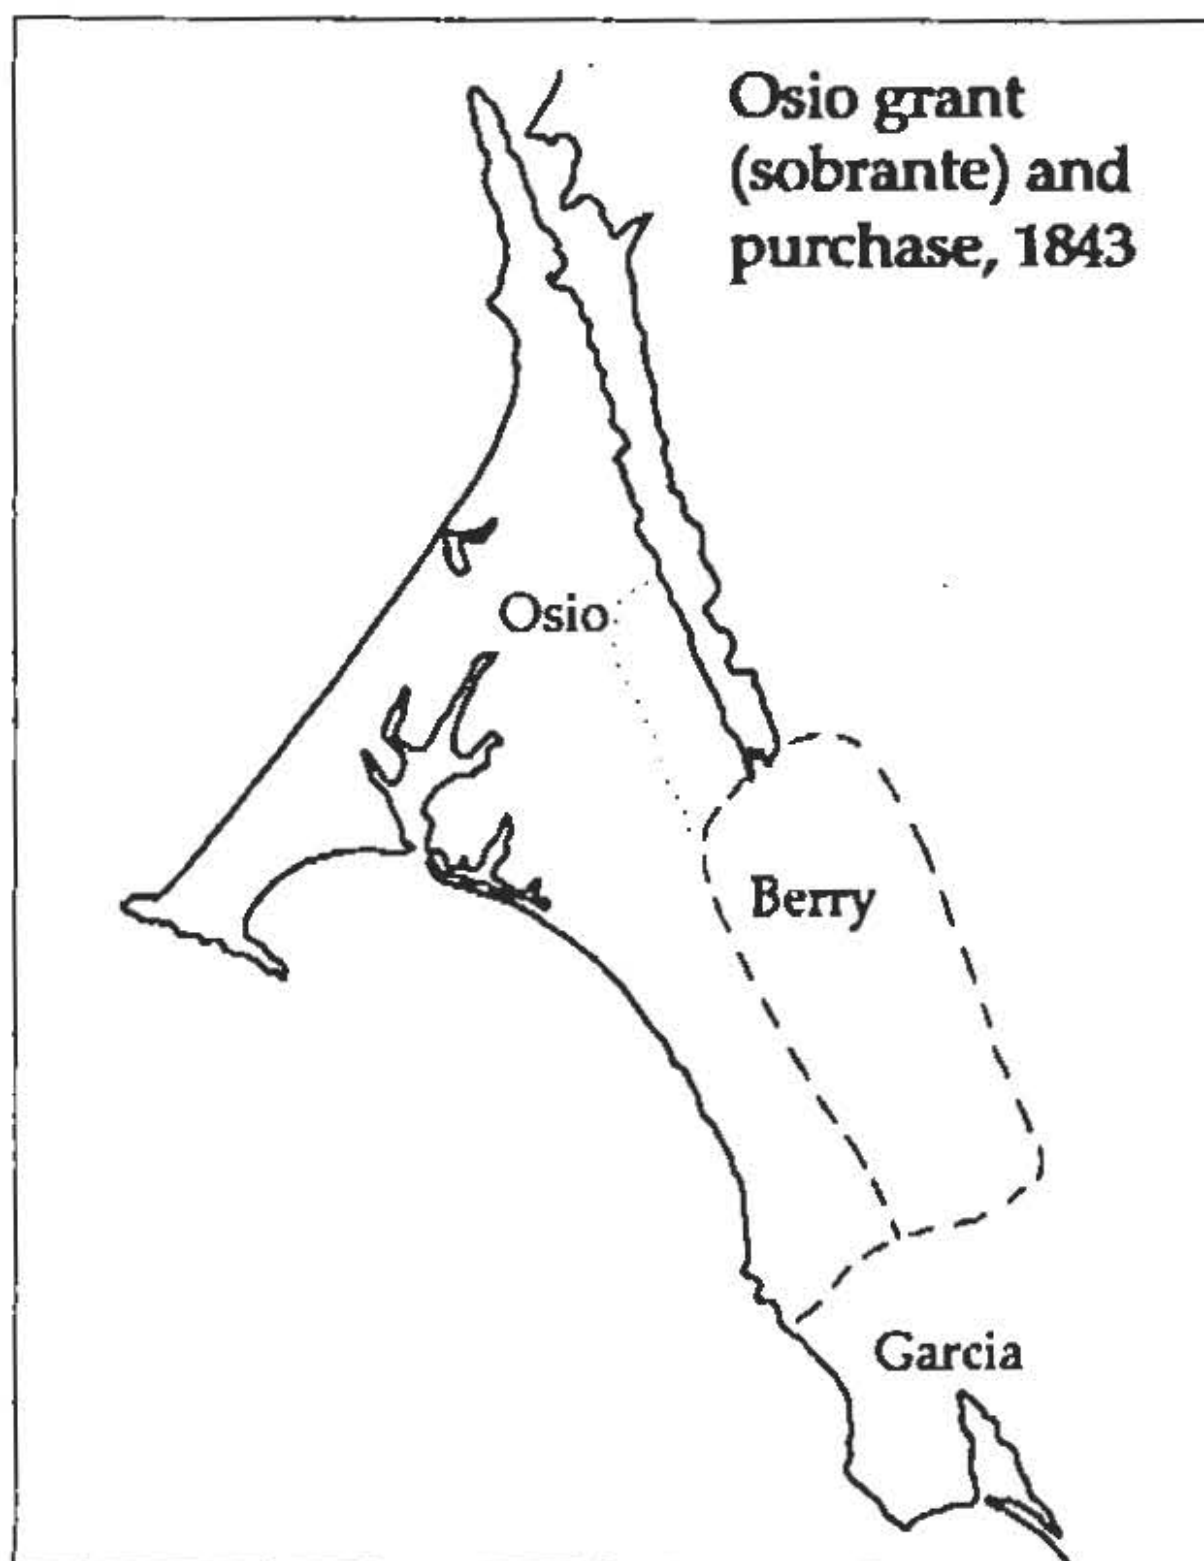 Osio grant
(sobrante) and
purchase, 1843
Osio
Berry
Garcia